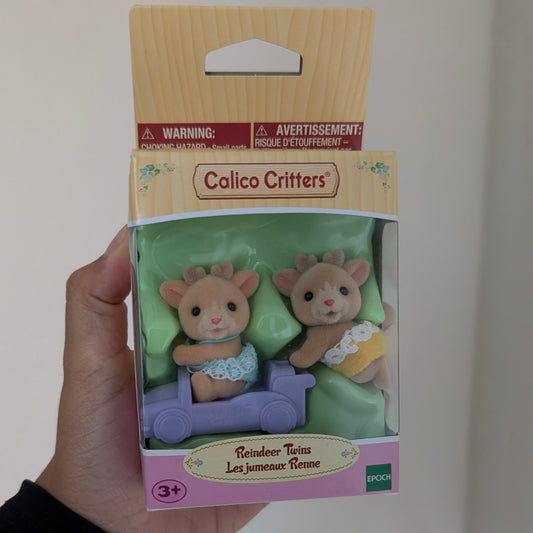 WARNING:
CHOKING HAZARD – Small parts
AVERTISSEMENT:
RISQUE D'ÉTOUFFEMENT –
Calico Critters®
Reindeer Twins
Les jumeaux Renne
3+
EPOCH